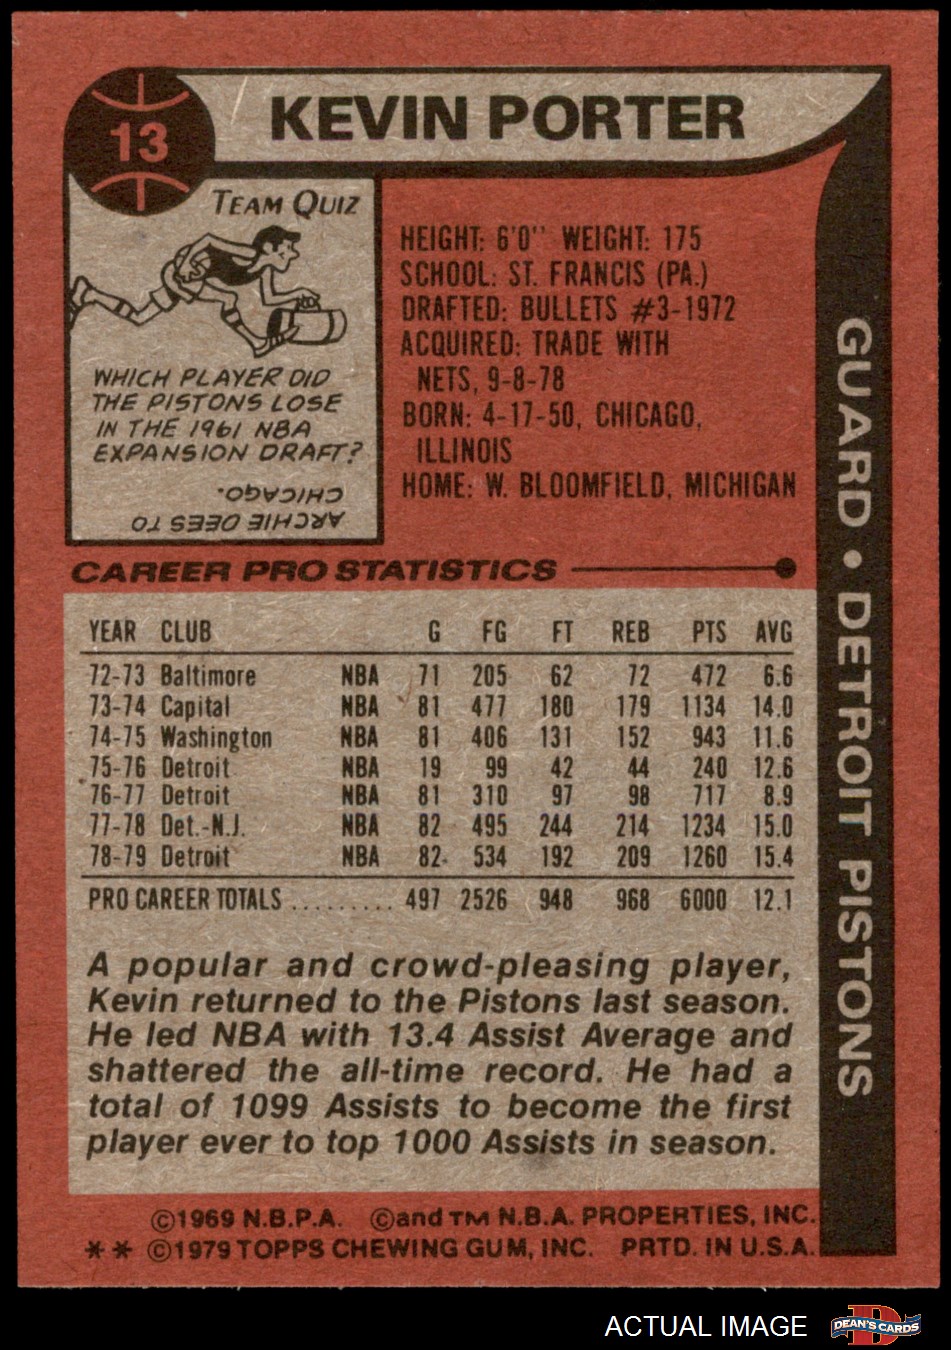 13
KEVIN PORTER
TEAM QUIZ
WHICH PLAYER DID
THE PISTONS LOSE
IN THE 1961 NBA
EXPANSION DRAFT?
ARCHIE DEES TO
CHICAGO.
HEIGHT: 6'0" WEIGHT: 175
SCHOOL: ST. FRANCIS (PA.)
DRAFTED: BULLETS #3-1972
ACQUIRED: TRADE WITH
NETS, 9-8-78
BORN: 4-17-50, CHICAGO,
ILLINOIS
HOME: W. BLOOMFIELD, MICHIGAN
GUARD • DETROIT PISTONS
CAREER PRO STATISTICS
YEAR CLUB G FG FT REB PTS AVG
72-73 Baltimore NBA 71 205 62 72 472 6.6
73-74 Capital NBA 81 477 180 179 1134 14.0
74-75 Washington NBA 81 406 131 152 943 11.6
75-76 Detroit NBA 19 99 42 44 240 12.6
76-77 Detroit NBA 81 310 97 98 717 8.9
77-78 Det.-N.J. NBA 82 495 244 214 1234 15.0
78-79 Detroit NBA 82 534 192 209 1260 15.4
PRO CAREER TOTALS ......... 497 2526 948 968 6000 12.1
A popular and crowd-pleasing player,
Kevin returned to the Pistons last season.
He led NBA with 13.4 Assist Average and
shattered the all-time record. He had a
total of 1099 Assists to become the first
player ever to top 1000 Assists in season.
©1969 N.B.P.A. ©and TM N.B.A. PROPERTIES, INC.
** ©1979 TOPPS CHEWING GUM, INC. PRTD. IN U.S.A.
ACTUAL IMAGE
D
DEAN'S CARDS